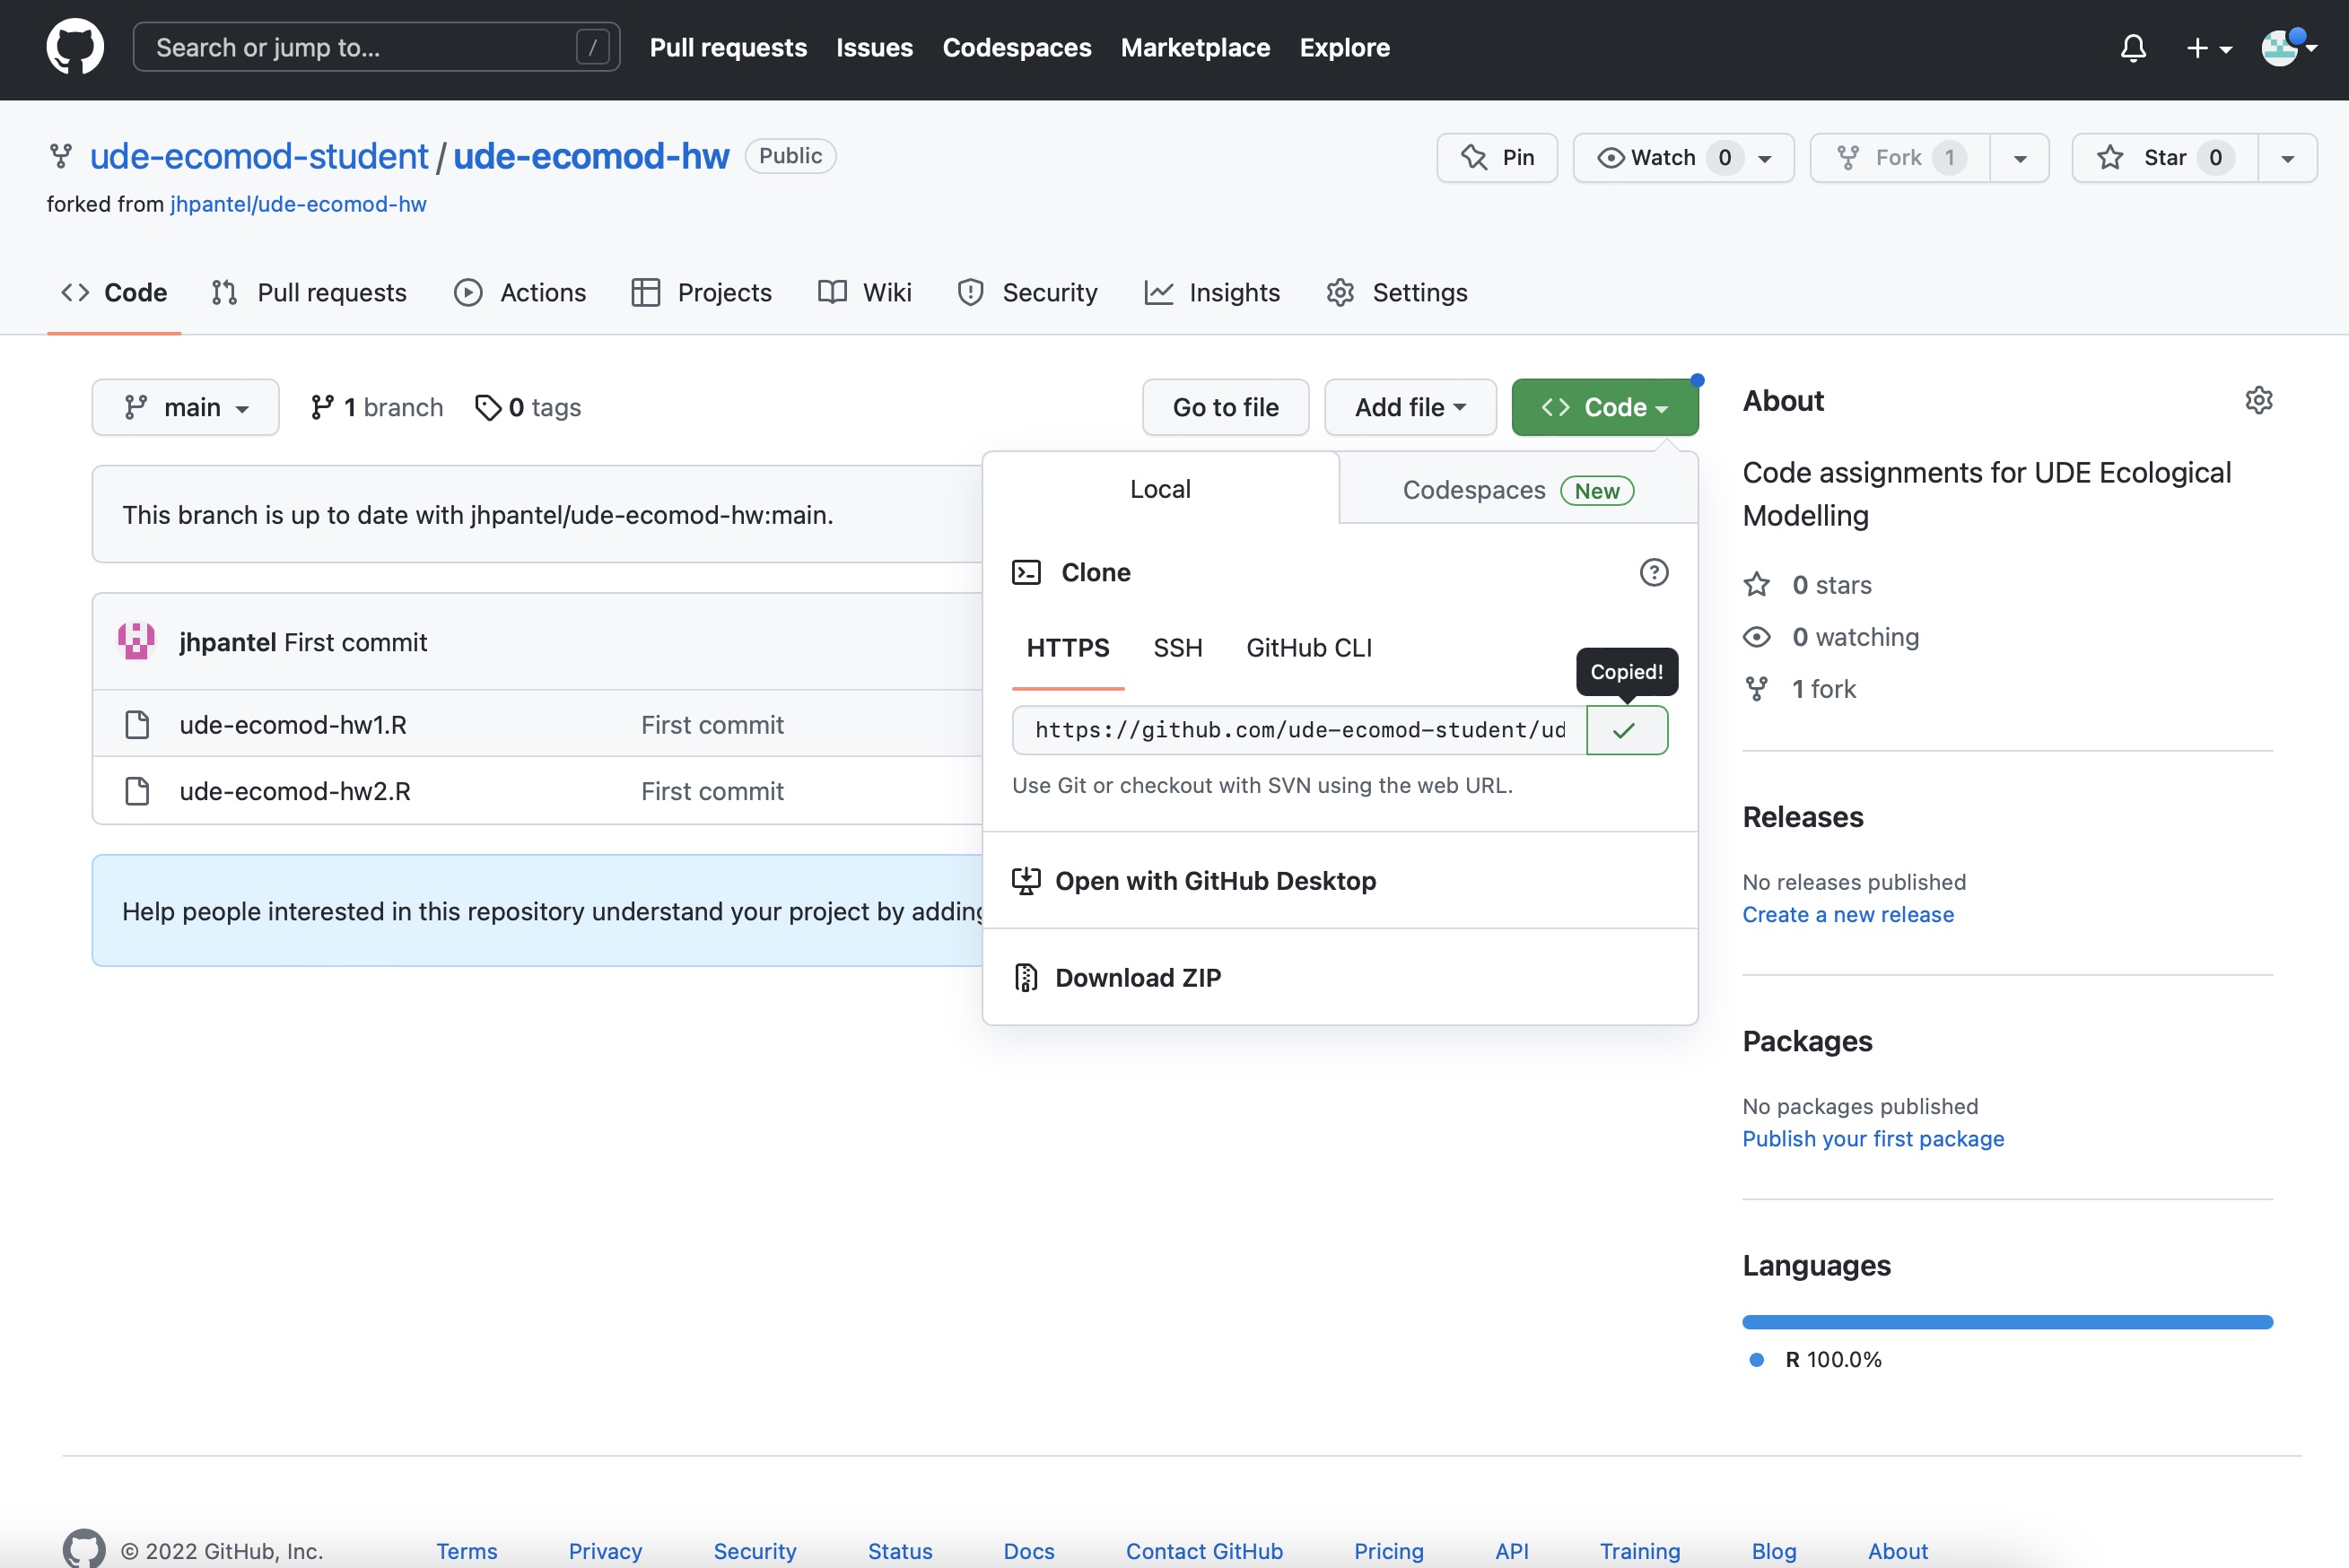 Search or jump to... /
Pull requests Issues Codespaces Marketplace Explore
ude-ecomod-student / ude-ecomod-hw Public
Pin Watch 0 Fork 1 Star 0
forked from jhpantel/ude-ecomod-hw
Code Pull requests Actions Projects Wiki Security Insights Settings
main 1 branch 0 tags
Go to file Add file Code
This branch is up to date with jhpantel/ude-ecomod-hw:main.
jhpantel First commit
ude-ecomod-hw1.R First commit
ude-ecomod-hw2.R First commit
Help people interested in this repository understand your project by adding
Local Codespaces New
Clone
HTTPS SSH GitHub CLI
Copied!
https://github.com/ude-ecomod-student/ud
Use Git or checkout with SVN using the web URL.
Open with GitHub Desktop
Download ZIP
About
Code assignments for UDE Ecological
Modelling
0 stars
0 watching
1 fork
Releases
No releases published
Create a new release
Packages
No packages published
Publish your first package
Languages
R 100.0%
© 2022 GitHub, Inc. Terms Privacy Security Status Docs Contact GitHub Pricing API Training Blog About